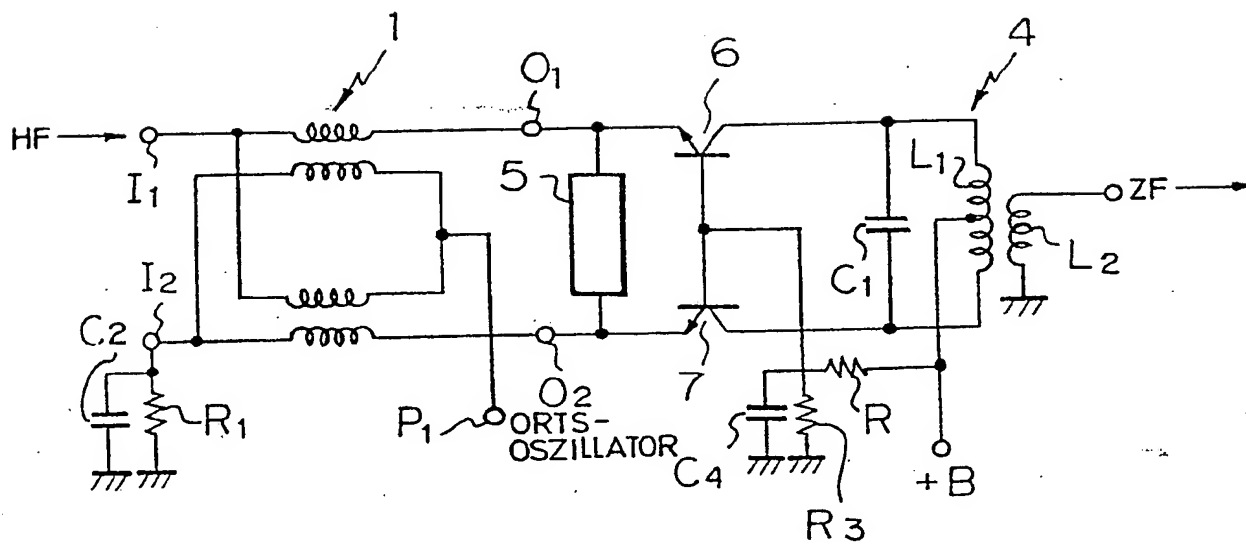 1
O1
6
4
HF
I1
5
L1
ZF
I2
C2
C1
L2
R1
P1
O2
ORTS-
OSZILLATOR
7
R
C4
+B
R3